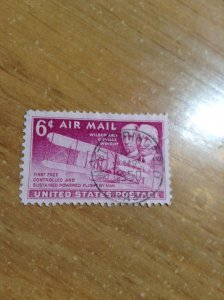 6¢ AIR MAIL
WILBUR AND
ORVILLE
WRIGHT
FIRST FREE
CONTROLLED AND
SUSTAINED POWERED FLIGHT BY MAN
UNITED STATES POSTAGE